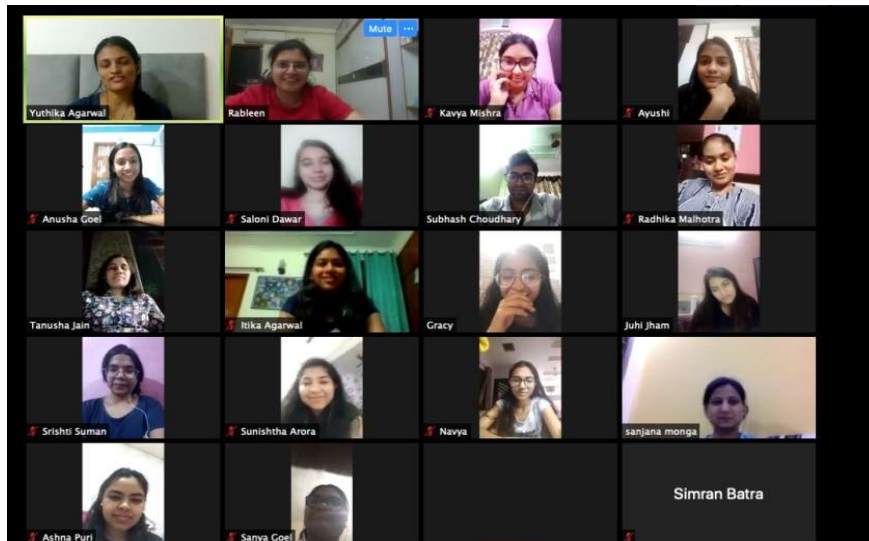 Mute ...
Yuthika Agarwal
Rableen
Kavya Mishra
Ayushi
Anusha Goel
Saloni Dawar
Subhash Choudhary
Radhika Malhotra
Tanusha Jain
Itika Agarwal
Gracy
Juhi Jham
Srishti Suman
Sunishtha Arora
Navya
sanjana monga
Simran Batra
Ashna Puri
Sanya Goel